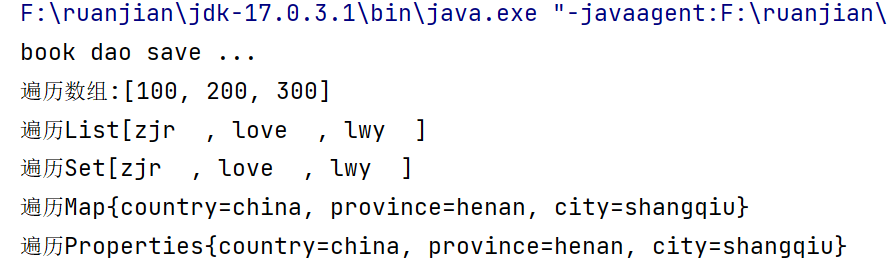 F:\ruanjian\jdk-17.0.3.1\bin\java.exe "-javaagent:F:\ruanjian\
book dao save ...
遍历数组:[100, 200, 300]
遍历List[zjr  , love  , lwy  ]
遍历Set[zjr  , love  , lwy  ]
遍历Map{country=china, province=henan, city=shangqiu}
遍历Properties{country=china, province=henan, city=shangqiu}